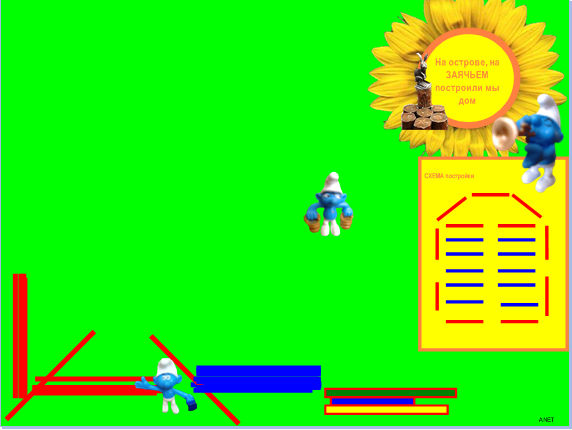 На острове, на
ЗАЯЧЬЕМ
построили мы
дом
СХЕМА постройки
ANET